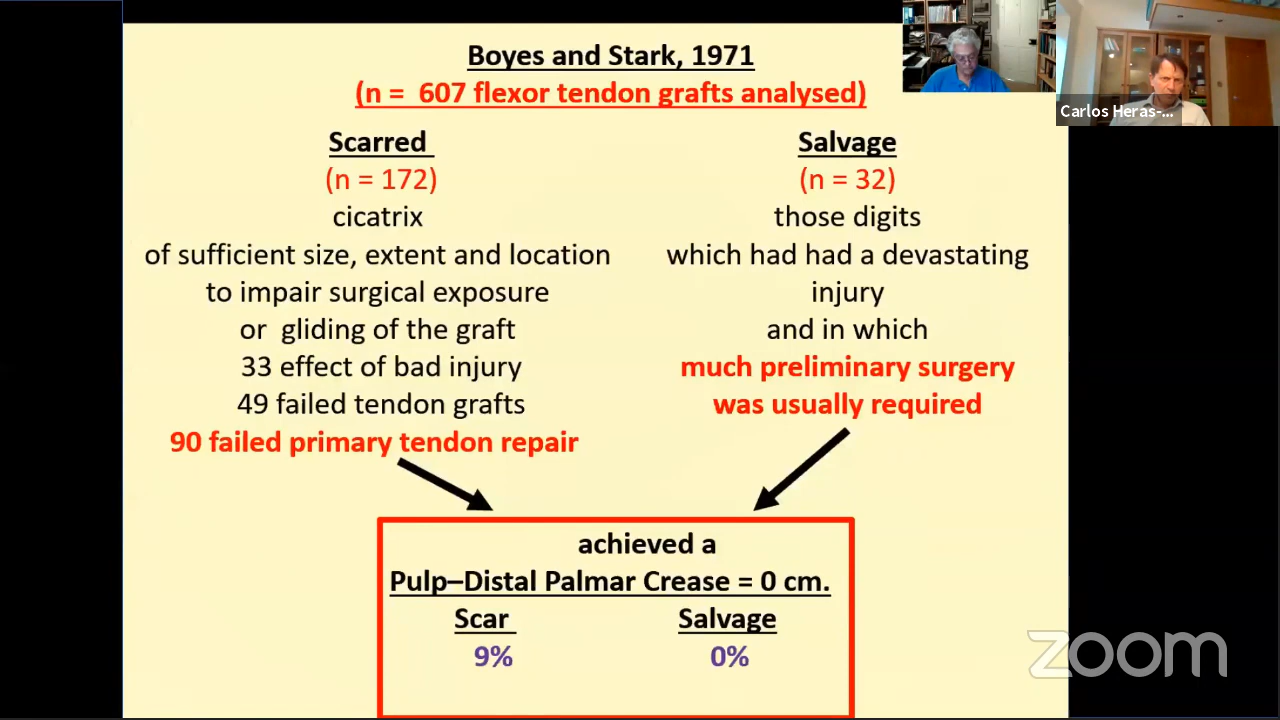 Boyes and Stark, 1971
(n = 607 flexor tendon grafts analysed)
Carlos Heras-...
Scarred
(n = 172)
cicatrix
of sufficient size, extent and location
to impair surgical exposure
or gliding of the graft
33 effect of bad injury
49 failed tendon grafts
90 failed primary tendon repair
Salvage
(n = 32)
those digits
which had had a devastating
injury
and in which
much preliminary surgery
was usually required
achieved a
Pulp–Distal Palmar Crease = 0 cm.
Scar Salvage
9% 0%
zoom